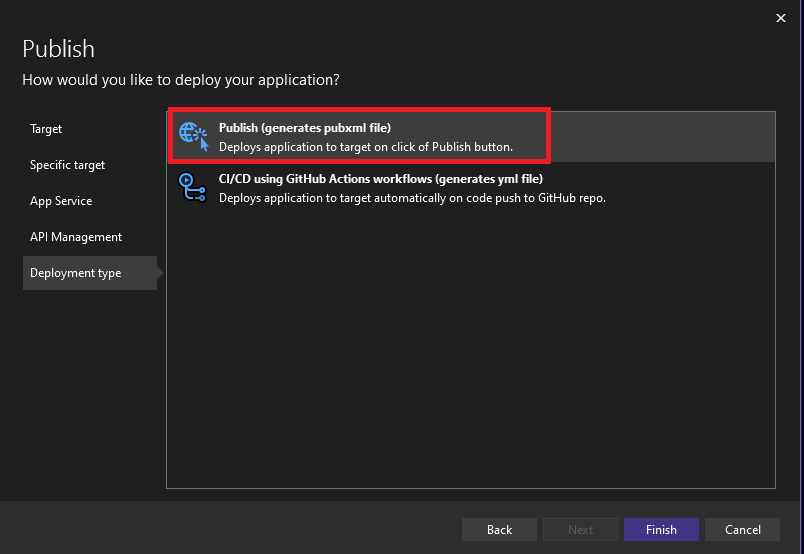 Publish
How would you like to deploy your application?
Target
Specific target
App Service
API Management
Deployment type
Publish (generates pubxml file)
Deploys application to target on click of Publish button.
CI/CD using GitHub Actions workflows (generates yml file)
Deploys application to target automatically on code push to GitHub repo.
Back
Next
Finish
Cancel